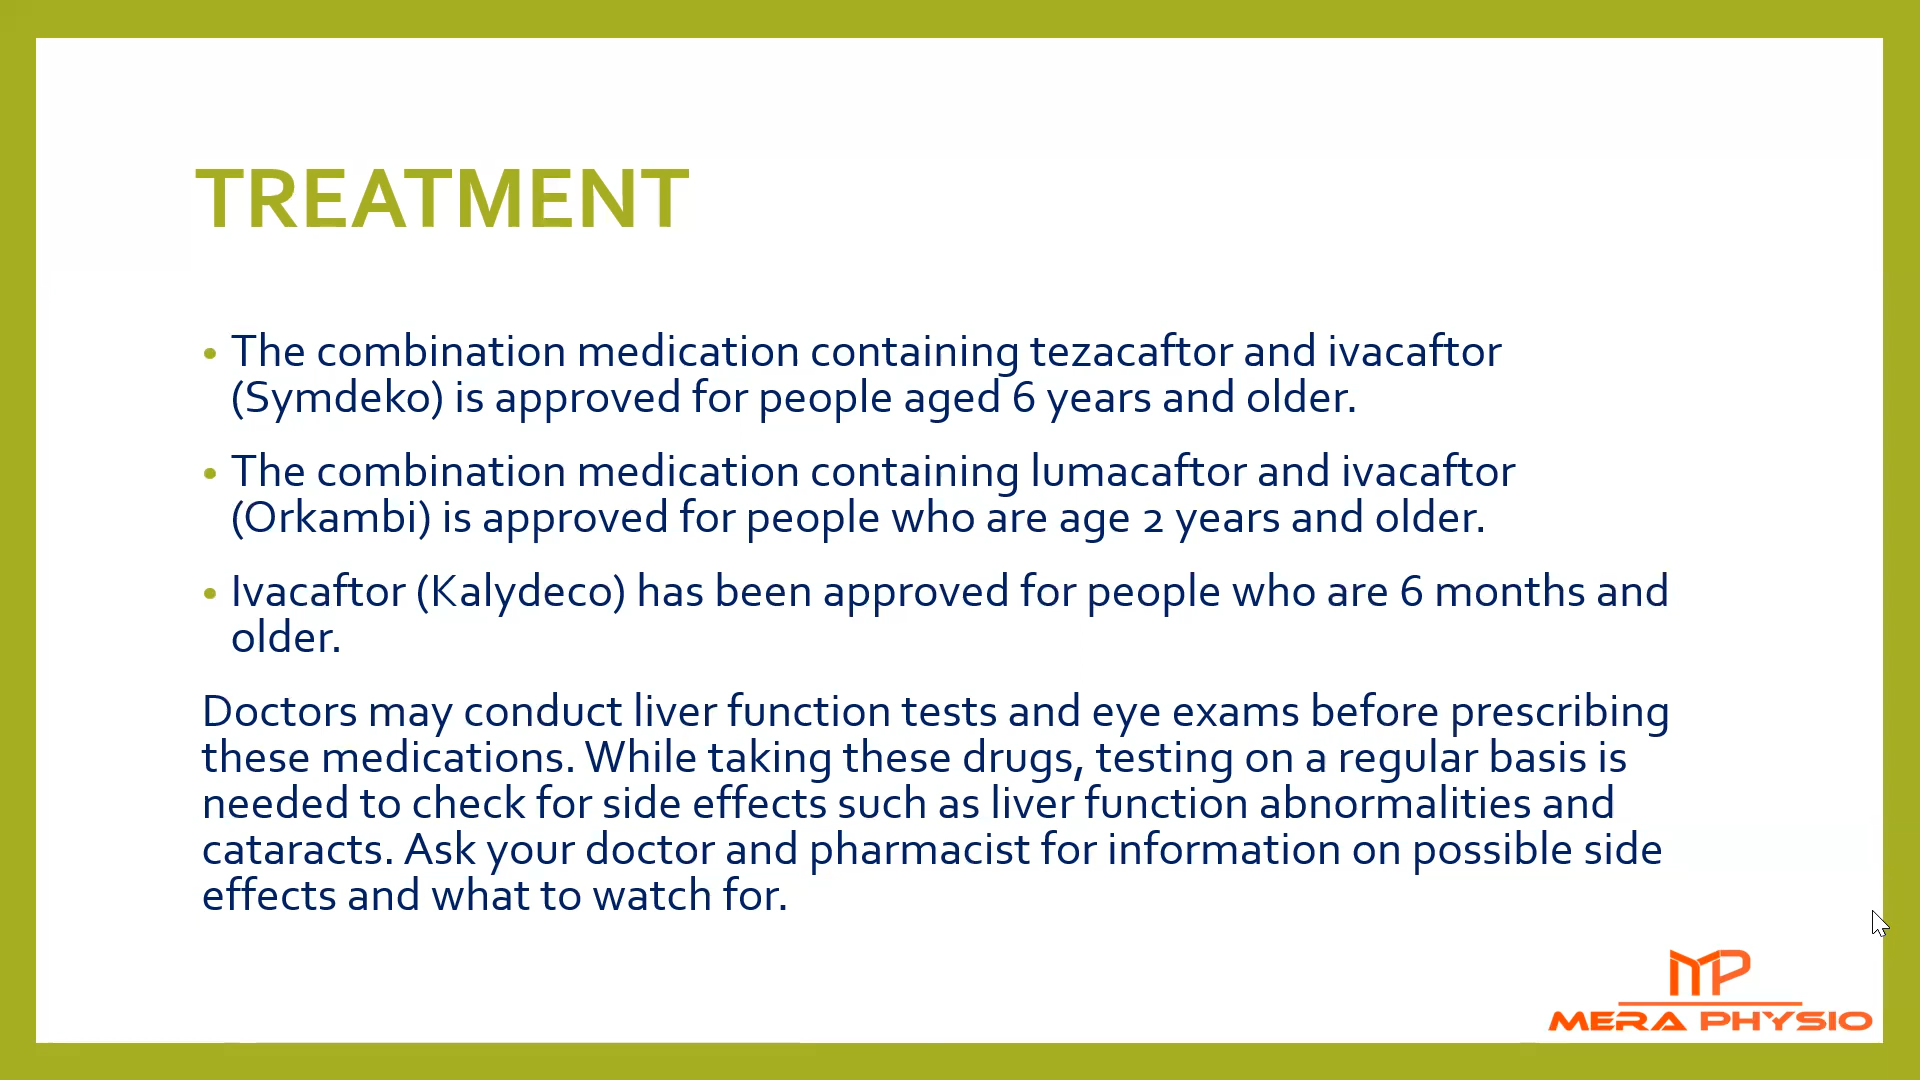 TREATMENT
• The combination medication containing tezacaftor and ivacaftor
(Symdeko) is approved for people aged 6 years and older.
• The combination medication containing lumacaftor and ivacaftor
(Orkambi) is approved for people who are age 2 years and older.
• Ivacaftor (Kalydeco) has been approved for people who are 6 months and
older.
Doctors may conduct liver function tests and eye exams before prescribing
these medications. While taking these drugs, testing on a regular basis is
needed to check for side effects such as liver function abnormalities and
cataracts. Ask your doctor and pharmacist for information on possible side
effects and what to watch for.
MP
MERA PHYSIO